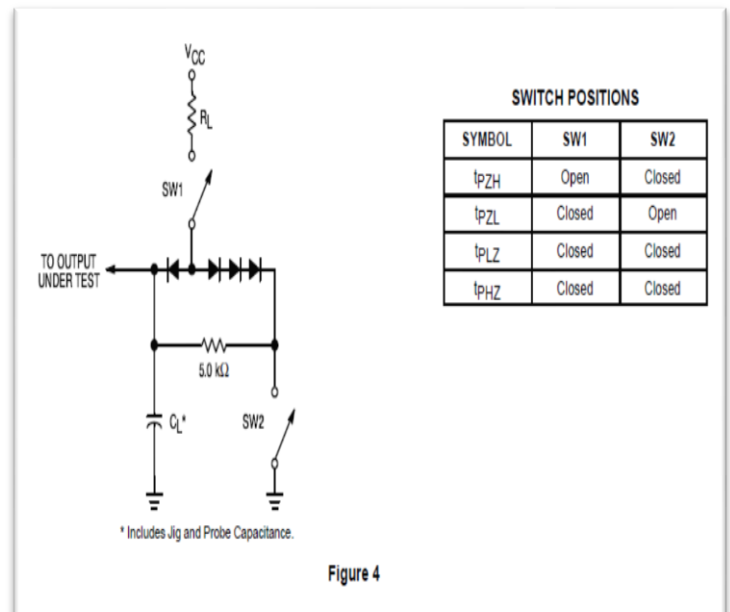 VCC
RL
SW1
TO OUTPUT
UNDER TEST
5.0 kΩ
CL*
SW2
* Includes Jig and Probe Capacitance.
SWITCH POSITIONS
SYMBOL SW1 SW2
tPZH Open Closed
tPZL Closed Open
tPLZ Closed Closed
tPHZ Closed Closed
Figure 4